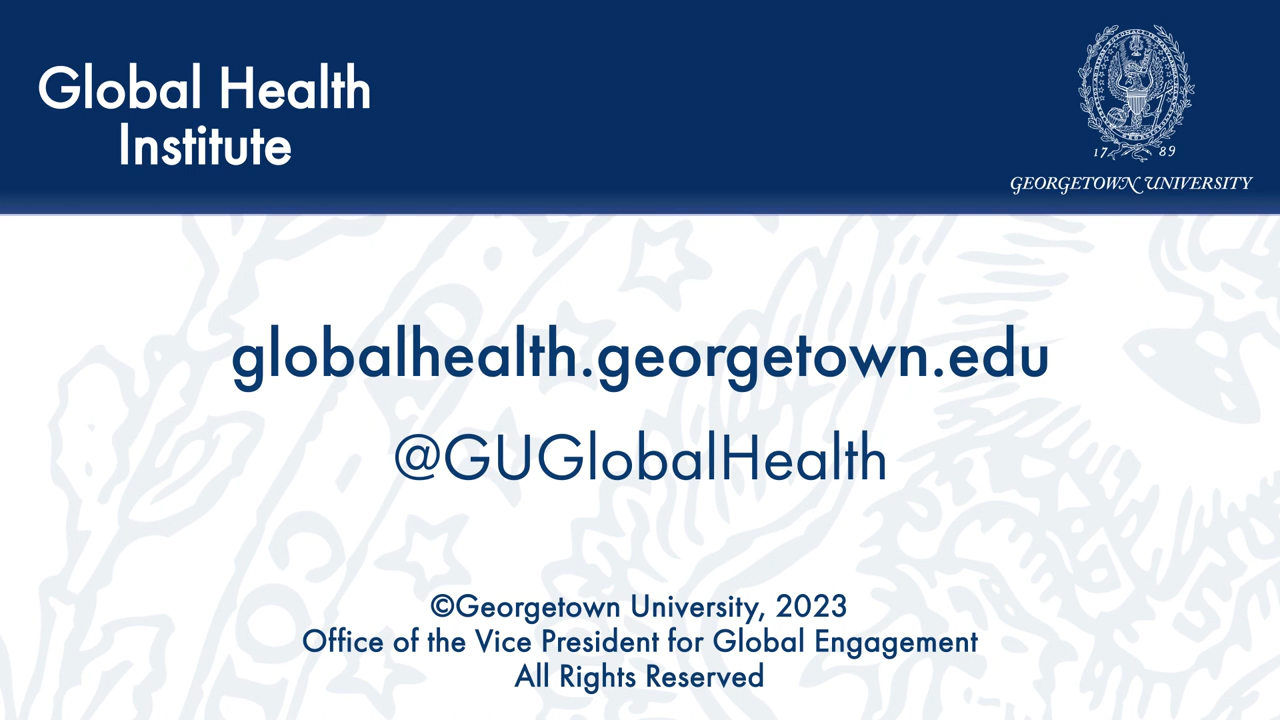 Global Health
Institute
17 89
GEORGETOWN UNIVERSITY
globalhealth.georgetown.edu
@GUGlobalHealth
©Georgetown University, 2023
Office of the Vice President for Global Engagement
All Rights Reserved